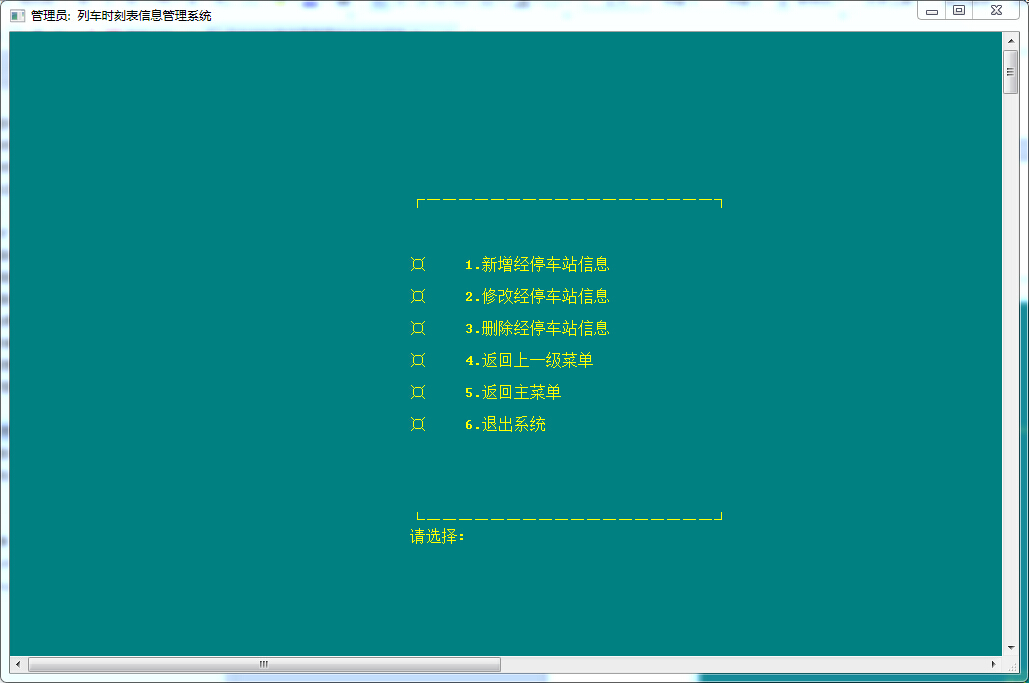 管理员: 列车时刻表信息管理系统
¤ 1.新增经停车站信息
¤ 2.修改经停车站信息
¤ 3.删除经停车站信息
¤ 4.返回上一级菜单
¤ 5.返回主菜单
¤ 6.退出系统
请选择：